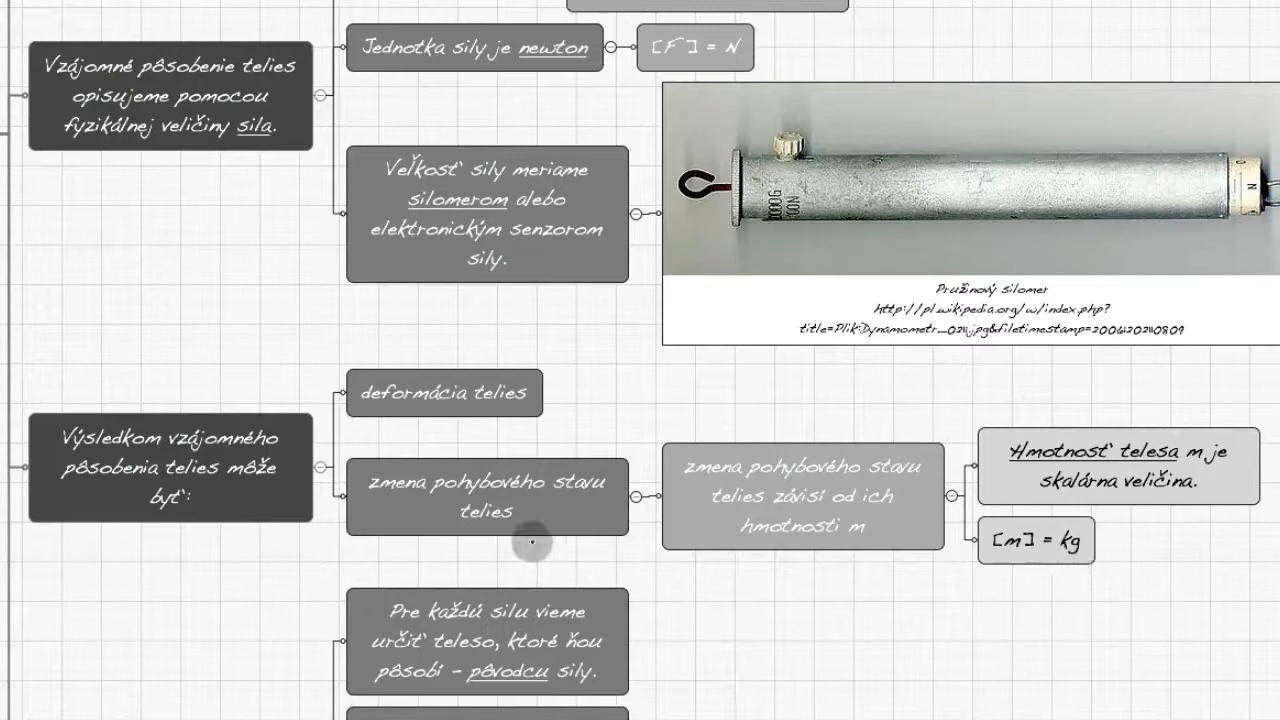 Vzájomné pôsobenie telies
opisujeme pomocou
fyzikálnej veličiny sila.
Jednotka sily je newton
[F] = N
Veľkosť sily meriame
silomerom alebo
elektronickým senzorom
sily.
N
Pružinový silomer
http://pl.wikipedia.org/w/index.php?
title=Plik:Dynamometr_0211.jpg&filetimestamp=20061202110809
Výsledkom vzájomného
pôsobenia telies môže
byť:
deformácia telies
zmena pohybového stavu
telies
zmena pohybového stavu
telies závisí od ich
hmotnosti m
Hmotnosť telesa m je
skalárna veličina.
[m] = kg
Pre každú silu vieme
určiť teleso, ktoré ňou
pôsobí - pôvodcu sily.